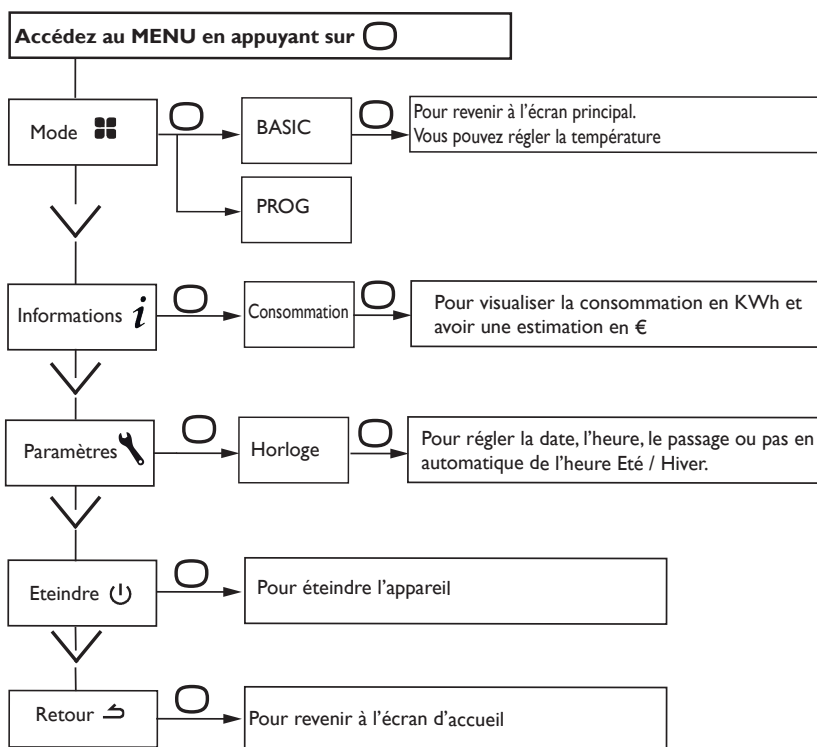 Accédez au MENU en appuyant sur
Mode
BASIC
Pour revenir à l'écran principal.
Vous pouvez régler la température
PROG
Informations i
Consommation
Pour visualiser la consommation en KWh et
avoir une estimation en €
Paramètres
Horloge
Pour régler la date, l'heure, le passage ou pas en
automatique de l'heure Eté / Hiver.
Eteindre
Pour éteindre l'appareil
Retour
Pour revenir à l'écran d'accueil